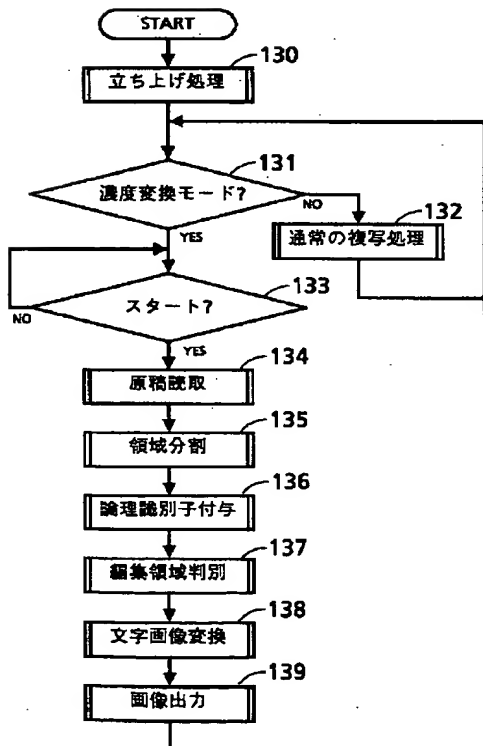 START
130
立ち上げ処理
131
濃度変換モード?
NO
132
通常の複写処理
YES
133
スタート?
NO
YES
134
原稿読取
135
領域分割
136
論理識別子付与
137
編集領域判別
138
文字画像変換
139
画像出力